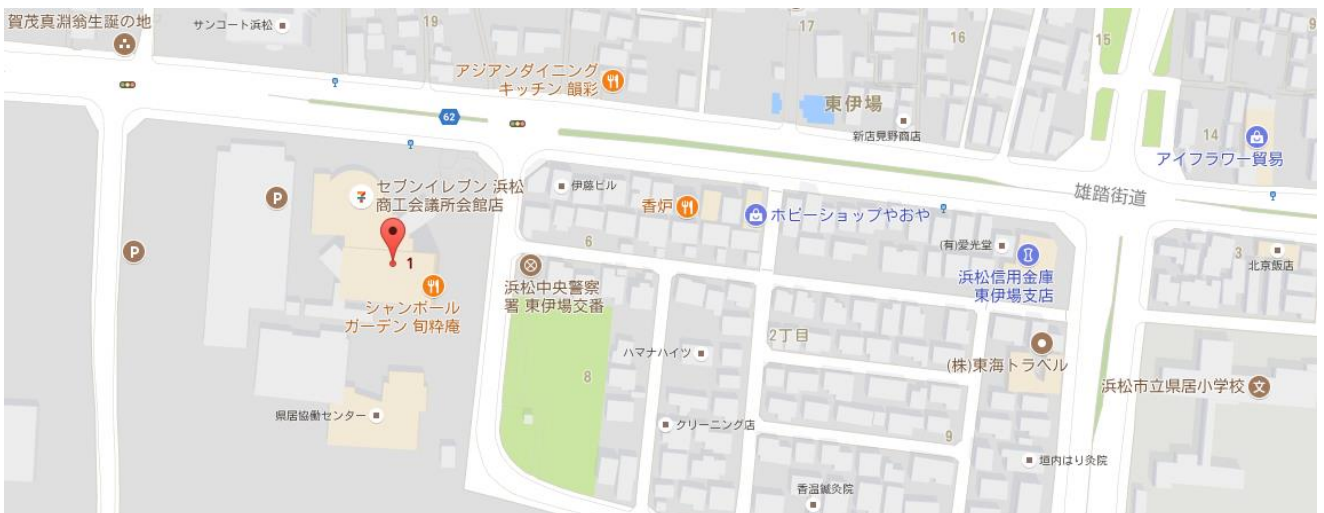 賀茂真淵翁生誕の地
サンコート浜松
19
17
16
15
9
アジアンダイニング
キッチン 韻彩
東伊場
新店見野商店
14
アイフラワー貿易
62
雄踏街道
セブンイレブン 浜松
商工会議所会館店
伊藤ビル
香炉
ホビーショップやおや
P
P
1
6
浜松中央警察
署 東伊場交番
(有)愛光堂
浜松信用金庫
東伊場支店
3
北京飯店
シャンボール
ガーデン 旬粋庵
2丁目
ハマナハイツ
8
(株)東海トラベル
浜松市立県居小学校
文
県居協働センター
クリーニング店
9
垣内はり灸院
香温鍼灸院